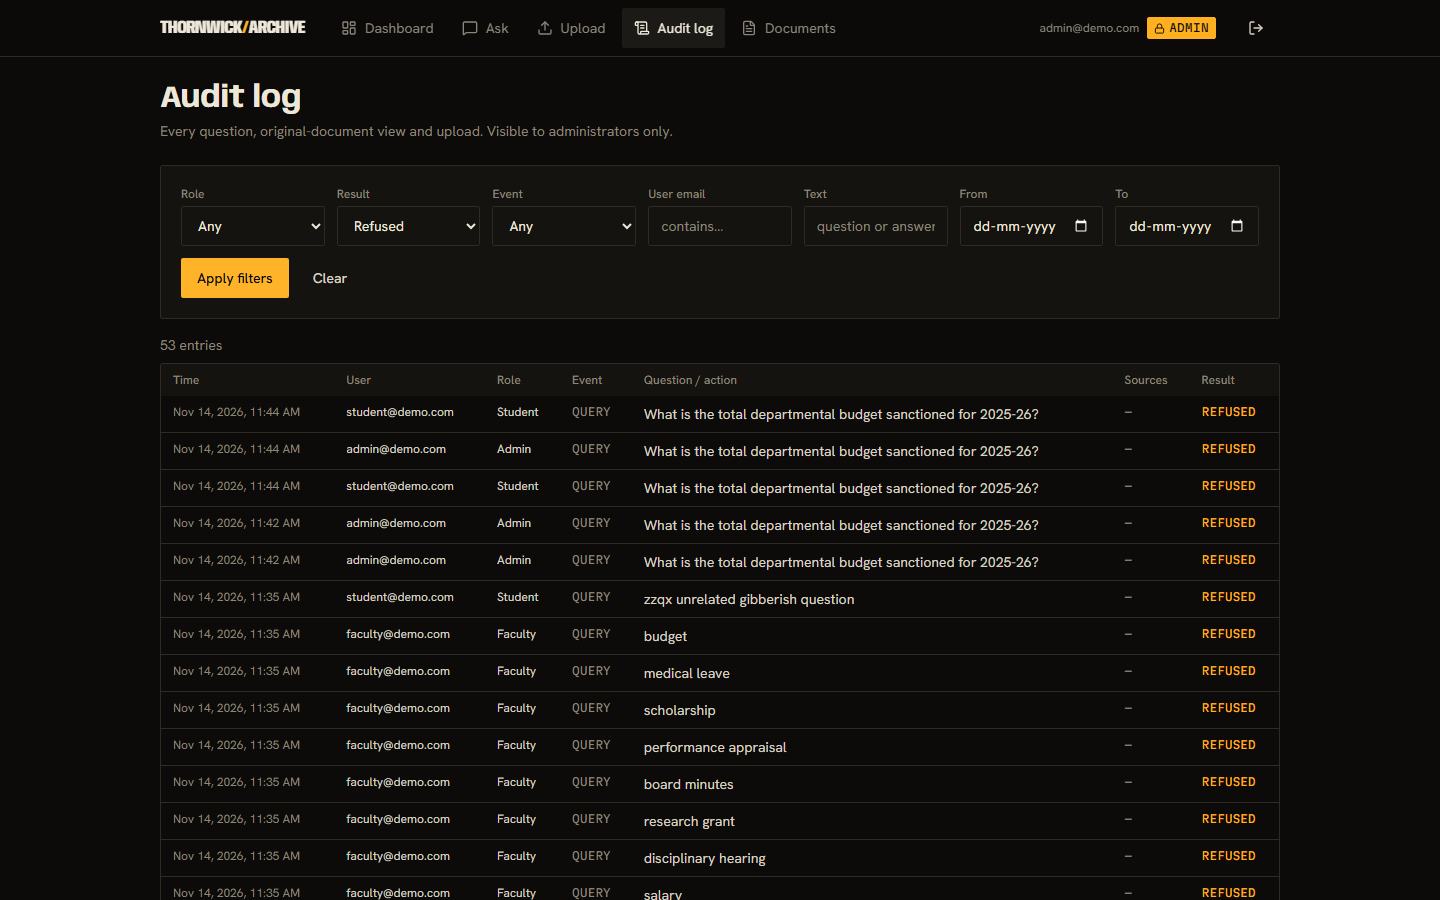 THORNWICK/ARCHIVE Dashboard Ask Upload Audit log Documents admin@demo.com ADMIN
Audit log
Every question, original-document view and upload. Visible to administrators only.
Role Result Event User email Text From To
Any Refused Any contains... question or answer dd-mm-yyyy dd-mm-yyyy
Apply filters Clear
53 entries
Time User Role Event Question / action Sources Result
Nov 14, 2026, 11:44 AM student@demo.com Student QUERY What is the total departmental budget sanctioned for 2025-26? – REFUSED
Nov 14, 2026, 11:44 AM admin@demo.com Admin QUERY What is the total departmental budget sanctioned for 2025-26? – REFUSED
Nov 14, 2026, 11:44 AM student@demo.com Student QUERY What is the total departmental budget sanctioned for 2025-26? – REFUSED
Nov 14, 2026, 11:42 AM admin@demo.com Admin QUERY What is the total departmental budget sanctioned for 2025-26? – REFUSED
Nov 14, 2026, 11:42 AM admin@demo.com Admin QUERY What is the total departmental budget sanctioned for 2025-26? – REFUSED
Nov 14, 2026, 11:35 AM student@demo.com Student QUERY zzqx unrelated gibberish question – REFUSED
Nov 14, 2026, 11:35 AM faculty@demo.com Faculty QUERY budget – REFUSED
Nov 14, 2026, 11:35 AM faculty@demo.com Faculty QUERY medical leave – REFUSED
Nov 14, 2026, 11:35 AM faculty@demo.com Faculty QUERY scholarship – REFUSED
Nov 14, 2026, 11:35 AM faculty@demo.com Faculty QUERY performance appraisal – REFUSED
Nov 14, 2026, 11:35 AM faculty@demo.com Faculty QUERY board minutes – REFUSED
Nov 14, 2026, 11:35 AM faculty@demo.com Faculty QUERY research grant – REFUSED
Nov 14, 2026, 11:35 AM faculty@demo.com Faculty QUERY disciplinary hearing – REFUSED
Nov 14, 2026, 11:35 AM faculty@demo.com Faculty QUERY salary – REFUSED